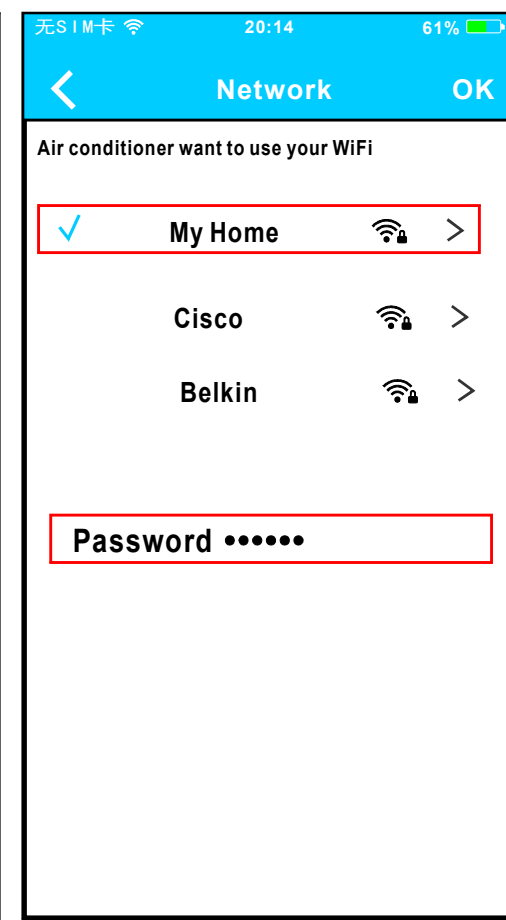 无SIM卡 20:14 61%
Network OK
Air conditioner want to use your WiFi
My Home
Cisco
Belkin
Password ••••••